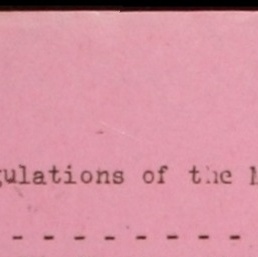 gulations of the
- - - - - - - -